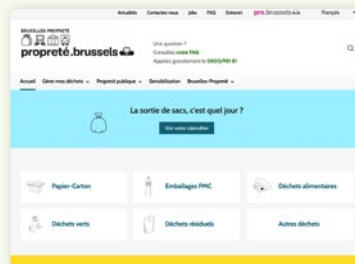 Actualités Contactez-nous Jobs FAQ Extranet pro.brussels Français
BRUXELLES-PROPRETÉ
propreté.brussels
Une question ?
Consultez notre FAQ
Appelez gratuitement le 0800/981 81
Accueil Gérer mes déchets Propreté publique Sensibilisation Bruxelles-Propreté
La sortie de sacs, c'est quel jour ?
Voir votre calendrier
Papier-Carton Emballages PMC Déchets alimentaires
Déchets verts Déchets résiduels Autres déchets